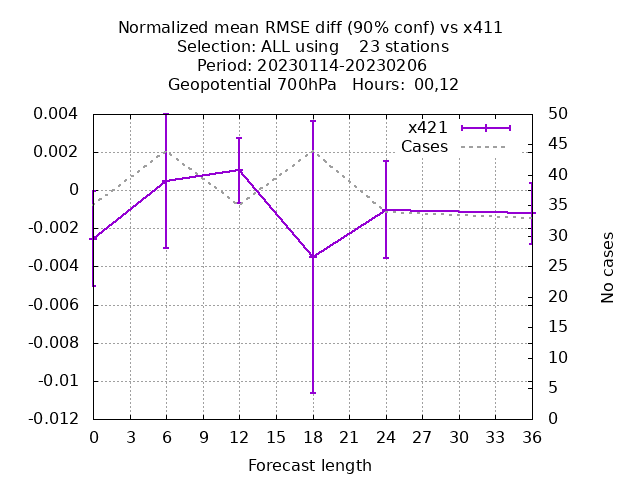 Normalized mean RMSE diff (90% conf) vs x411
Selection: ALL using    23 stations
Period: 20230114-20230206
Geopotential 700hPa   Hours:  00,12
x421
Cases
0.004
0.002
0
-0.002
-0.004
-0.006
-0.008
-0.01
-0.012
50
45
40
35
30
25
20
15
10
5
0
No cases
0 3 6 9 12 15 18 21 24 27 30 33 36
Forecast length